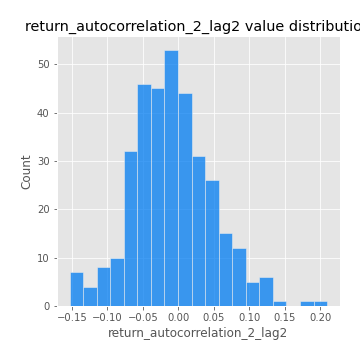 return_autocorrelation_2_lag2 value distributio
50
40
30
20
10
0
Count
−0.15 −0.10 −0.05 0.00 0.05 0.10 0.15 0.20
return_autocorrelation_2_lag2